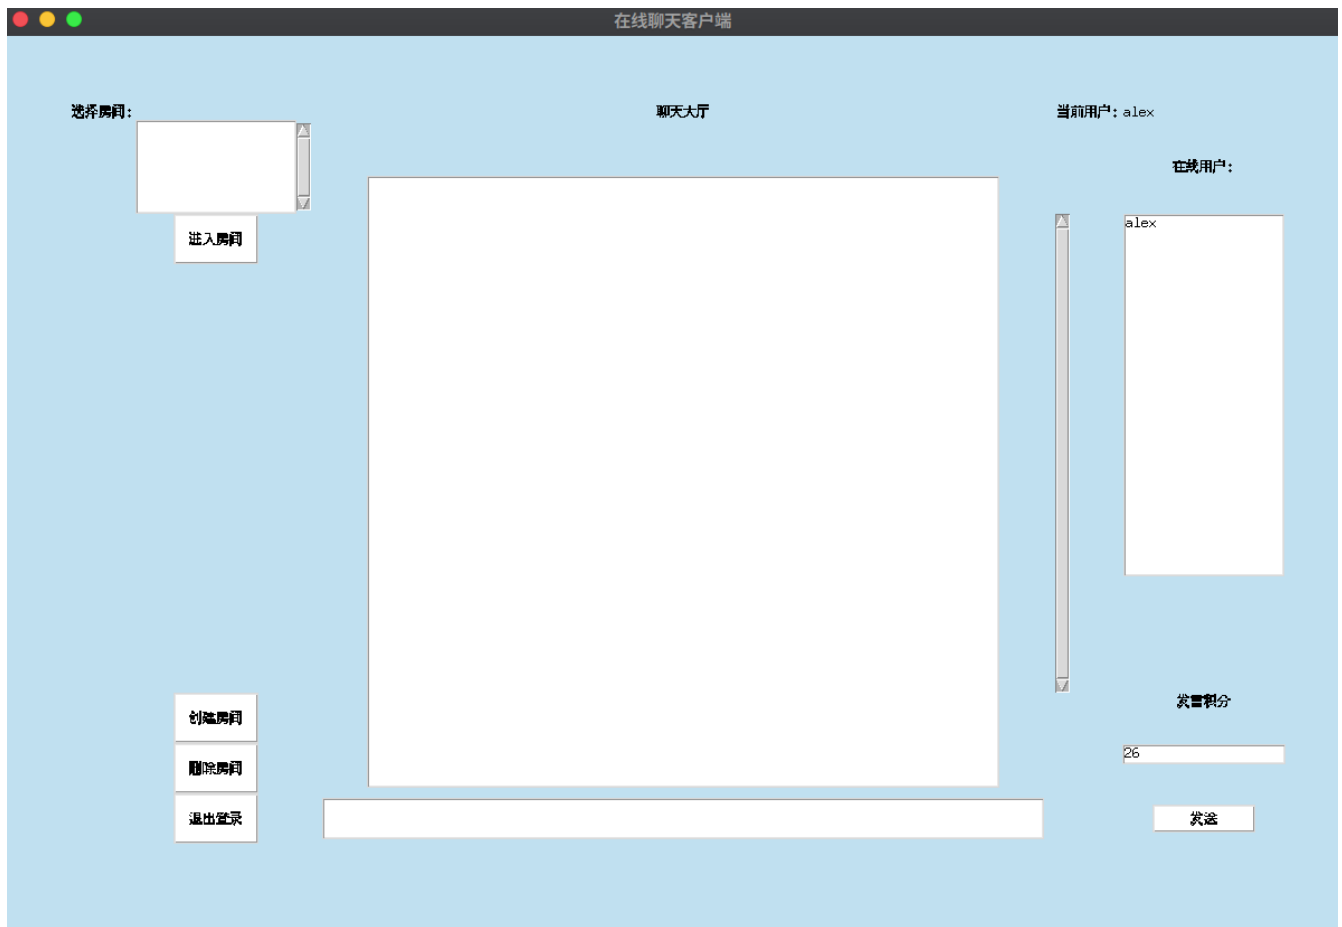 在线聊天客户端
选择房间：
聊天大厅
当前用户：alex
在线用户：
进入房间
alex
创建房间
发言积分
删除房间
26
退出登录
发送